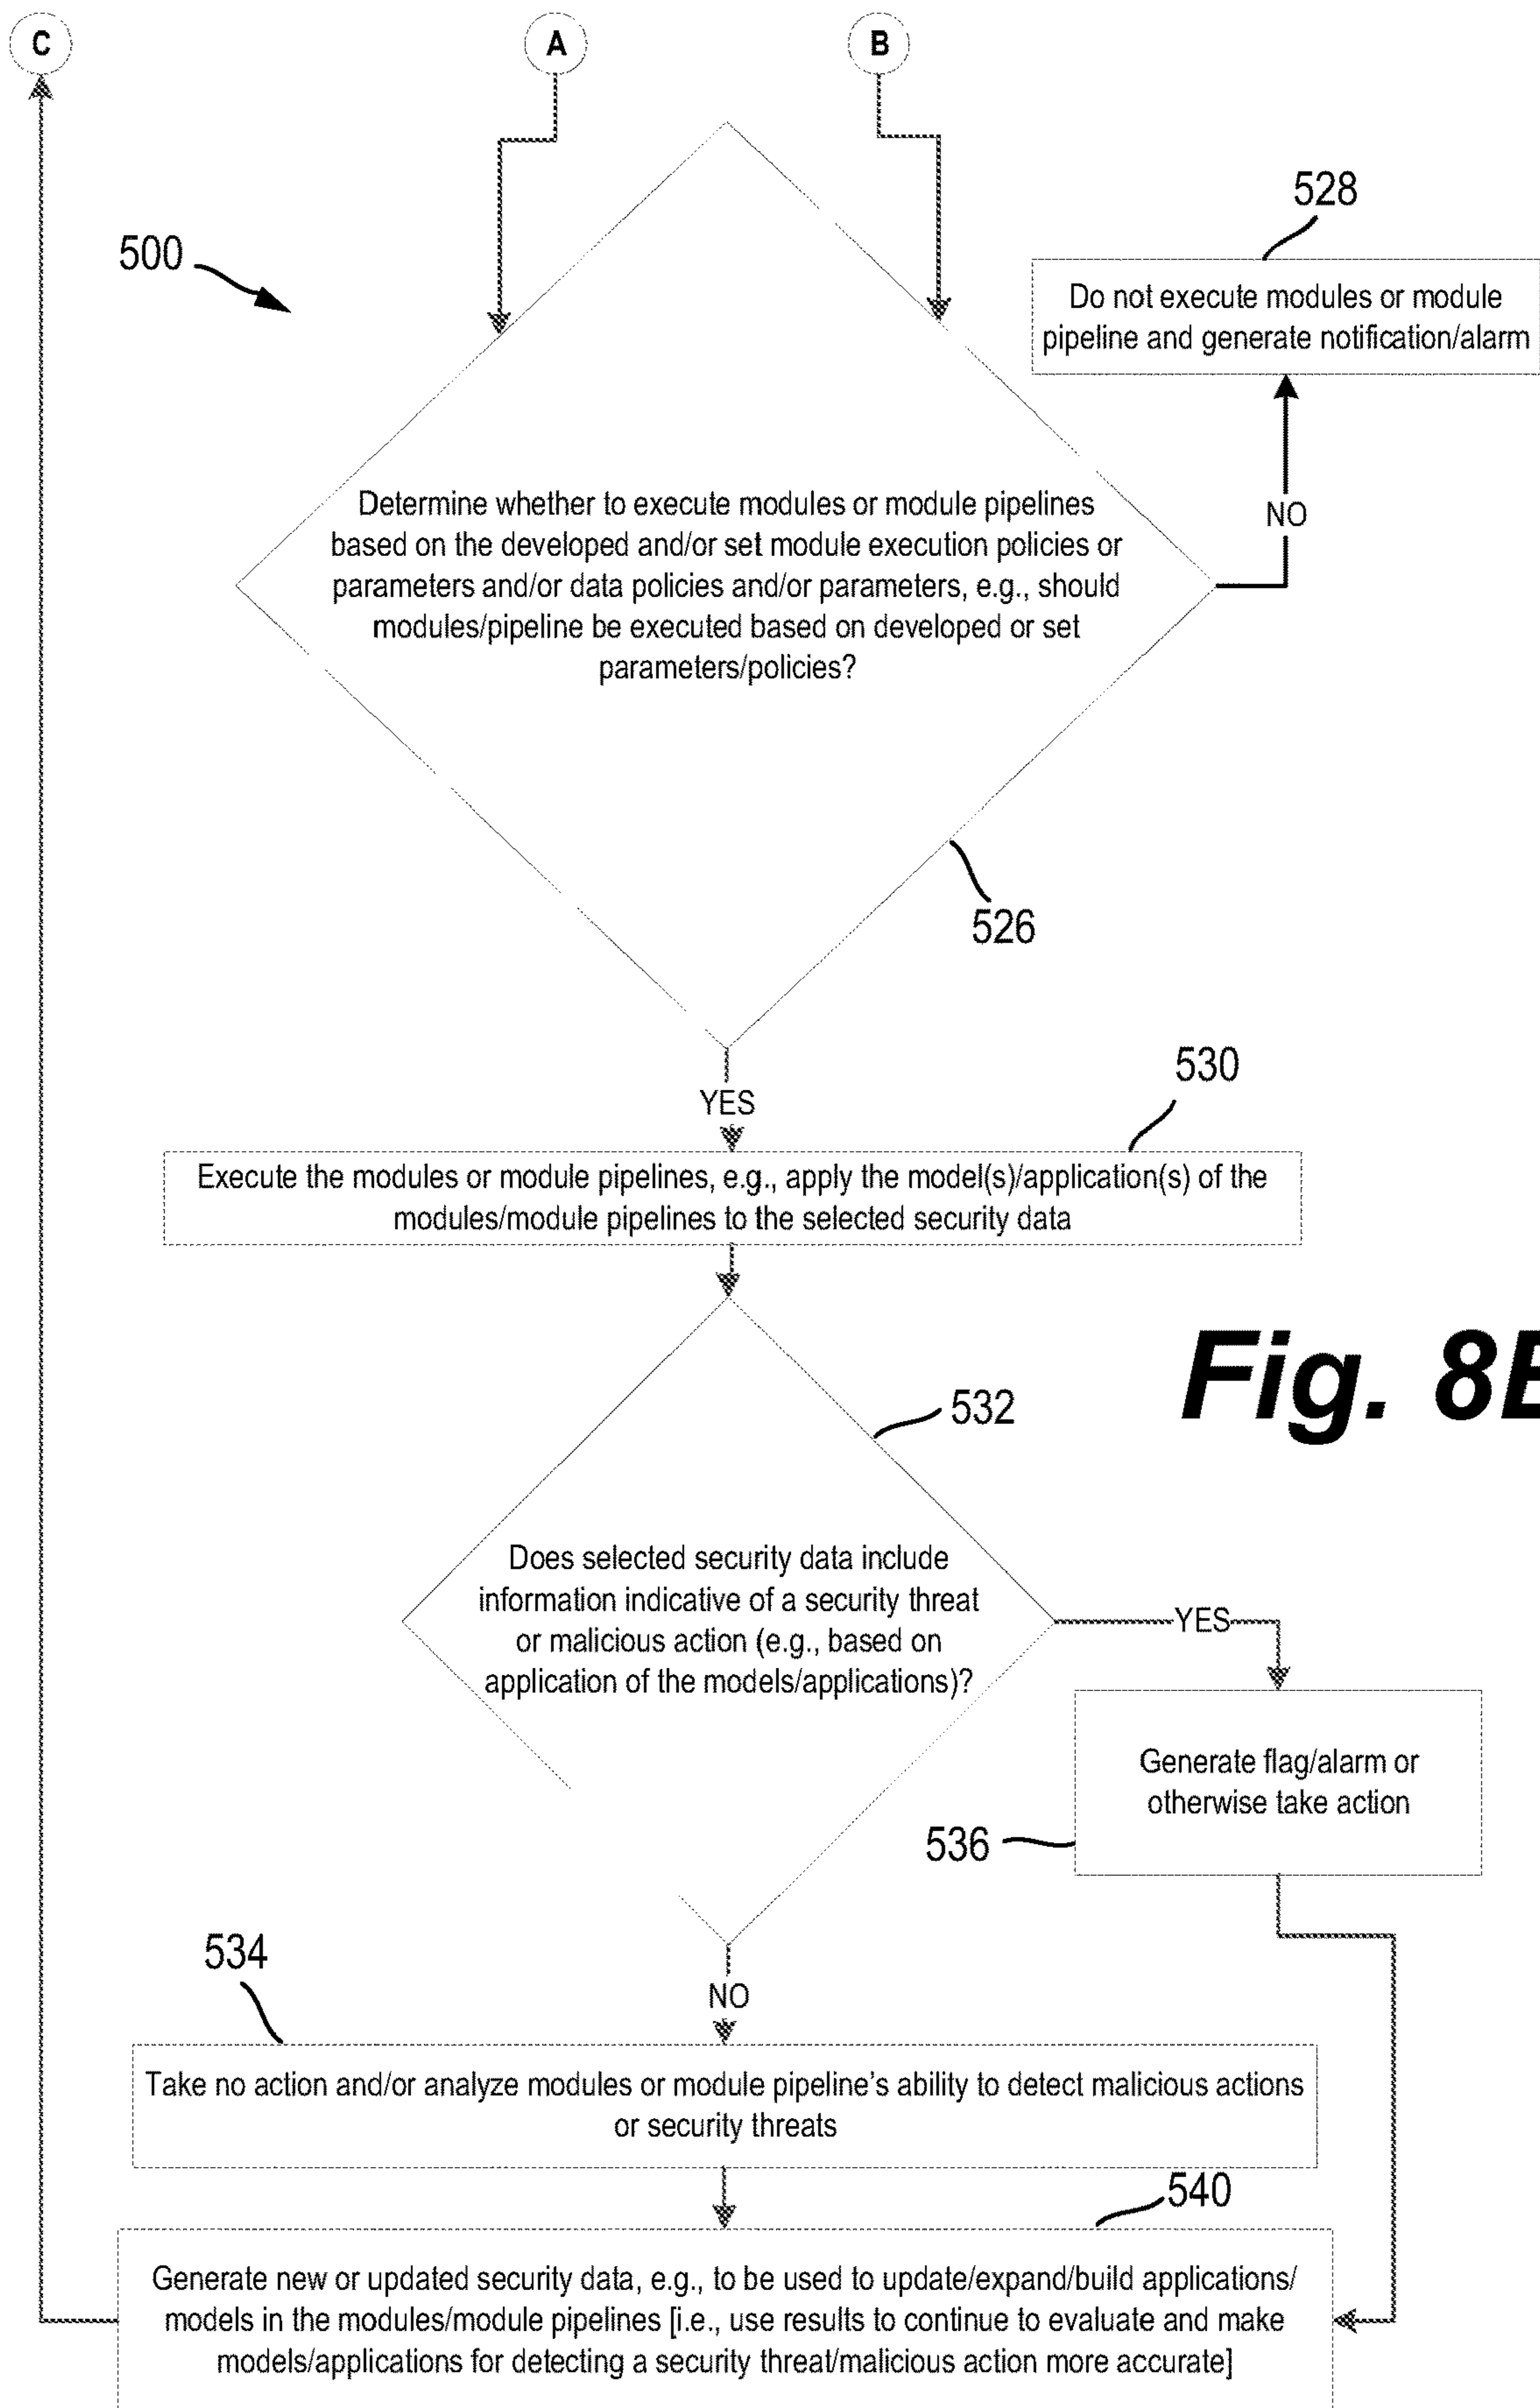 C
A
B
528
500
Do not execute modules or module
pipeline and generate notification/alarm
NO
Determine whether to execute modules or module pipelines
based on the developed and/or set module execution policies or
parameters and/or data policies and/or parameters, e.g., should
modules/pipeline be executed based on developed or set
parameters/policies?
526
YES
530
Execute the modules or module pipelines, e.g., apply the model(s)/application(s) of the
modules/module pipelines to the selected security data
Fig.
532
Does selected security data include
information indicative of a security threat
or malicious action (e.g., based on
application of the models/applications)?
YES
Generate flag/alarm or
otherwise take action
536
534
NO
Take no action and/or analyze modules or module pipeline's ability to detect malicious actions
or security threats
540
Generate new or updated security data, e.g., to be used to update/expand/build applications/
models in the modules/module pipelines [i.e., use results to continue to evaluate and make
models/applications for detecting a security threat/malicious action more accurate]